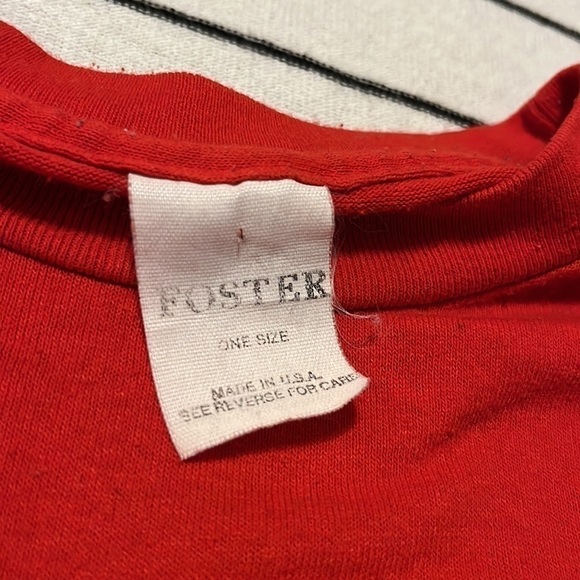 FOSTER
ONE SIZE
MADE IN U.S.A.
SEE REVERSE FOR CARE